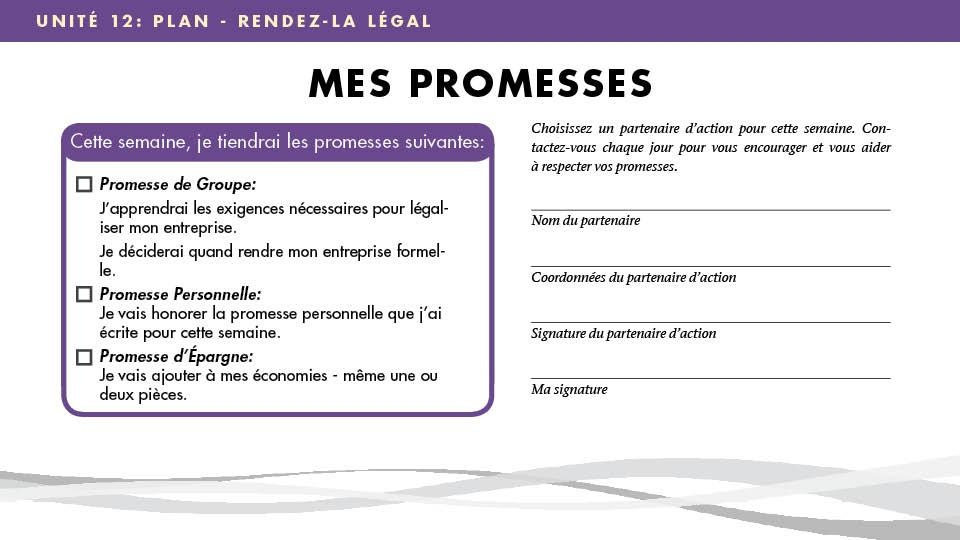 UNITÉ 12: PLAN - RENDEZ-LA LÉGAL
MES PROMESSES
Cette semaine, je tiendrai les promesses suivantes:
Promesse de Groupe:
J'apprendrai les exigences nécessaires pour légal-
iser mon entreprise.
Je déciderai quand rendre mon entreprise formel-
le.
Promesse Personnelle:
Je vais honorer la promesse personnelle que j'ai
écrite pour cette semaine.
Promesse d'Épargne:
Je vais ajouter à mes économies - même une ou
deux pièces.
Choisissez un partenaire d'action pour cette semaine. Con-
tactez-vous chaque jour pour vous encourager et vous aider
à respecter vos promesses.
Nom du partenaire
Coordonnées du partenaire d'action
Signature du partenaire d'action
Ma signature